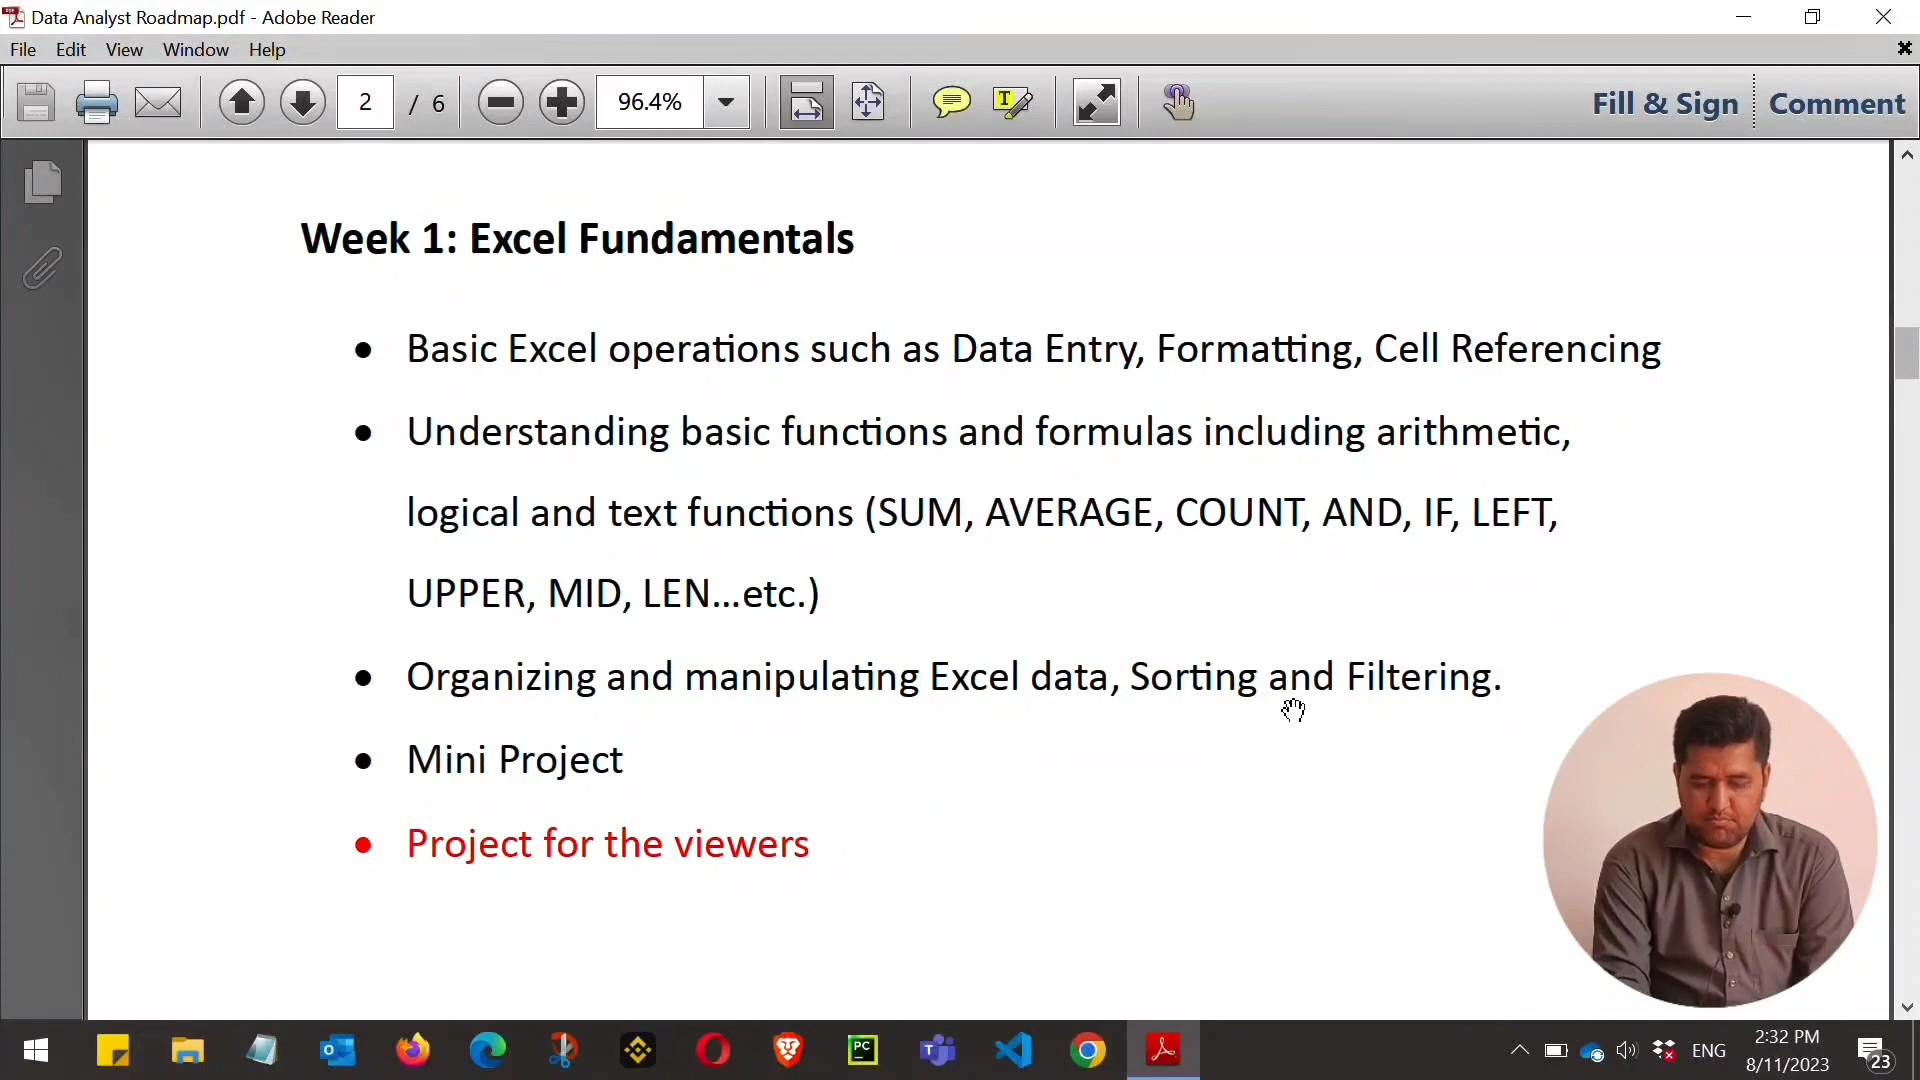 Data Analyst Roadmap.pdf - Adobe Reader
File Edit View Window Help
2 / 6 96.4% Fill & Sign Comment
Week 1: Excel Fundamentals
• Basic Excel operations such as Data Entry, Formatting, Cell Referencing
• Understanding basic functions and formulas including arithmetic,
logical and text functions (SUM, AVERAGE, COUNT, AND, IF, LEFT,
UPPER, MID, LEN...etc.)
• Organizing and manipulating Excel data, Sorting and Filtering.
• Mini Project
• Project for the viewers
PC
ENG
2:32 PM
8/11/2023
23